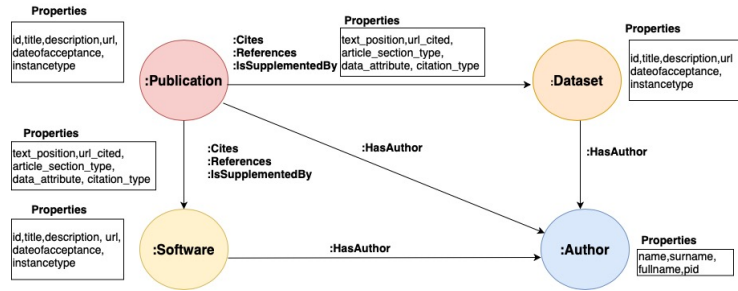 Properties
id,title,description,url,
dateofacceptance,
instancetype
:Publication
:Cites
:References
:IsSupplementedBy
Properties
text_position,url_cited,
article_section_type,
data_attribute, citation_type
:Dataset
Properties
id,title,description,url
dateofacceptance,
instancetype
Properties
text_position,url_cited,
article_section_type,
data_attribute, citation_type
:Cites
:References
:IsSupplementedBy
:HasAuthor
:HasAuthor
Properties
id,title,description, url,
dateofacceptance,
instancetype
:Software
:HasAuthor
:Author
Properties
name,surname,
fullname,pid